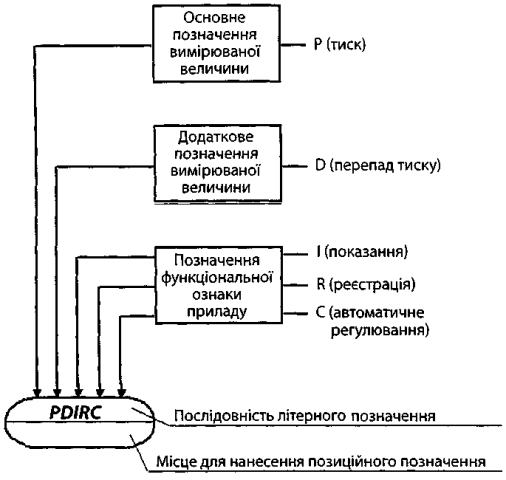 Основне
позначення
вимірюваної
величини
P (тиск)
Додаткове
позначення
вимірюваної
величини
D (перепад тиску)
Позначення
функціональної
ознаки
приладу
I (показання)
R (реєстрація)
C (автоматичне
регулювання)
PDIRC
Послідовність літерного позначення
Місце для нанесення позиційного позначення